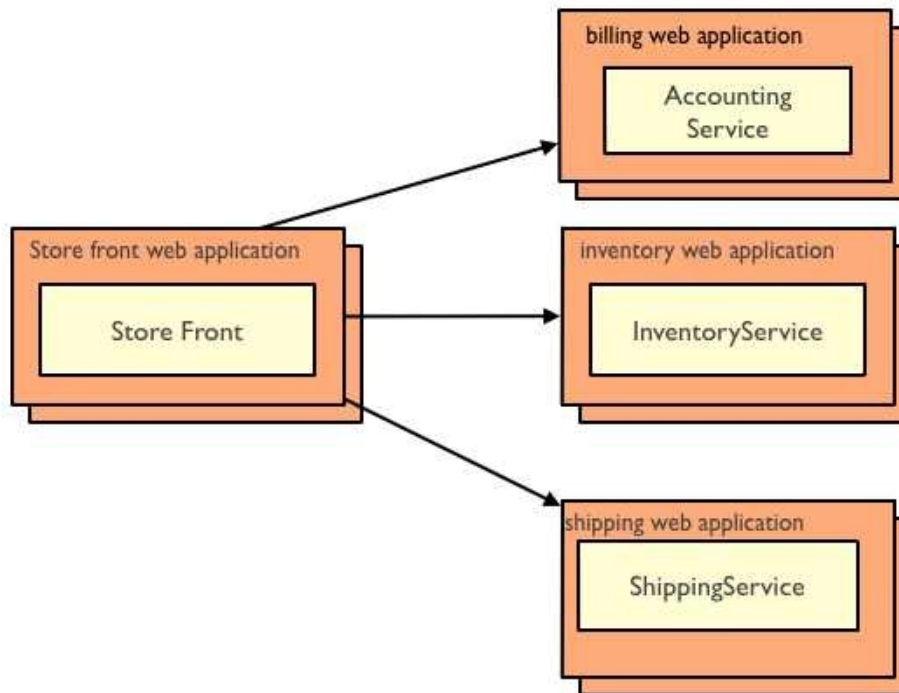 billing web application
Accounting
Service
Store front web application
Store Front
inventory web application
InventoryService
shipping web application
ShippingService